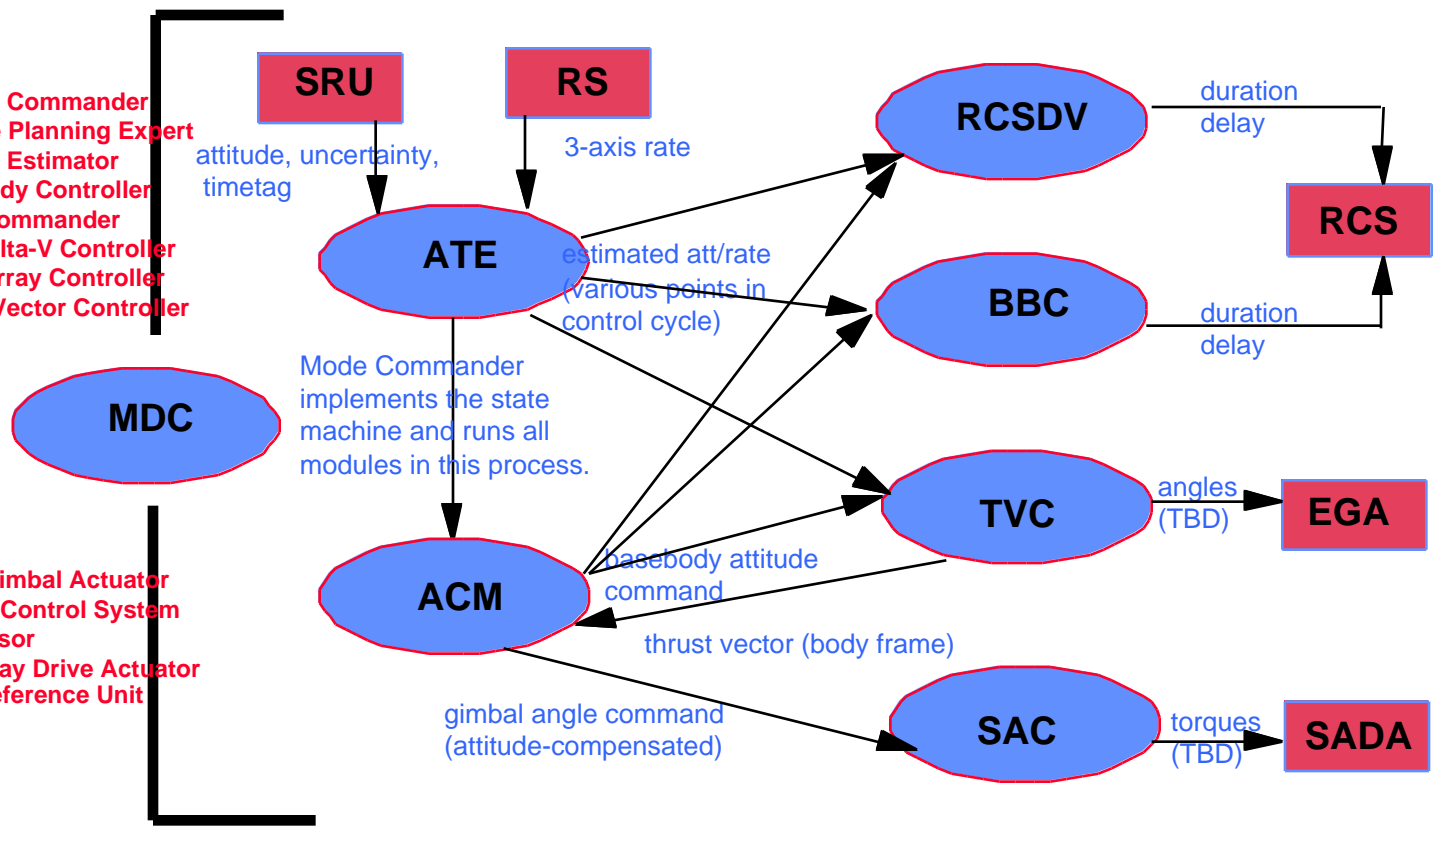 SRU
RS
RCSDV
duration
delay
Commander
Planning Expert
Estimator
dy Controller
ommander
lta-V Controller
rray Controller
Vector Controller
attitude, uncertainty,
timetag
3-axis rate
RCS
ATE
estimated att/rate
(various points in
control cycle)
BBC
duration
delay
Mode Commander
implements the state
machine and runs all
modules in this process.
MDC
TVC
angles
(TBD)
EGA
imbal Actuator
Control System
sor
ay Drive Actuator
eference Unit
ACM
basebody attitude
command
thrust vector (body frame)
gimbal angle command
(attitude-compensated)
SAC
torques
(TBD)
SADA